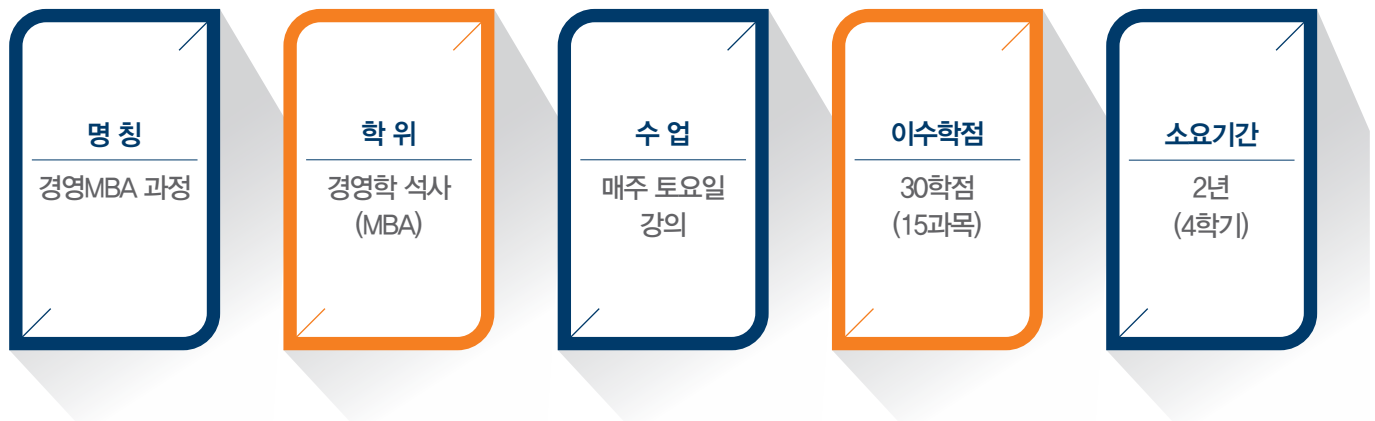 명 칭
경영MBA 과정
학 위
경영학 석사
(MBA)
수 업
매주 토요일
강의
이수학점
30학점
(15과목)
소요기간
2년
(4학기)